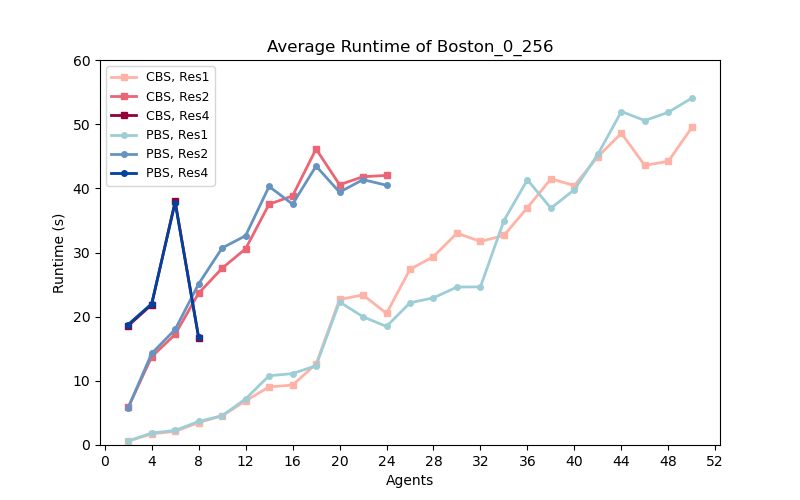 Average Runtime of Boston_0_256
60
50
40
30
20
10
0
Runtime (s)
CBS, Res1
CBS, Res2
CBS, Res4
PBS, Res1
PBS, Res2
PBS, Res4
0 4 8 12 16 20 24 28 32 36 40 44 48 52
Agents